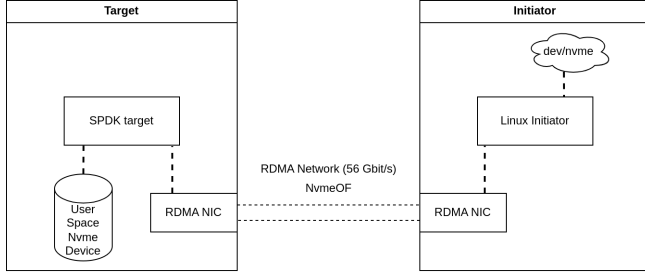 Target
Initiator
dev/nvme
SPDK target
Linux Initiator
RDMA Network (56 Gbit/s)
NvmeOF
User
Space
Nvme
Device
RDMA NIC
RDMA NIC